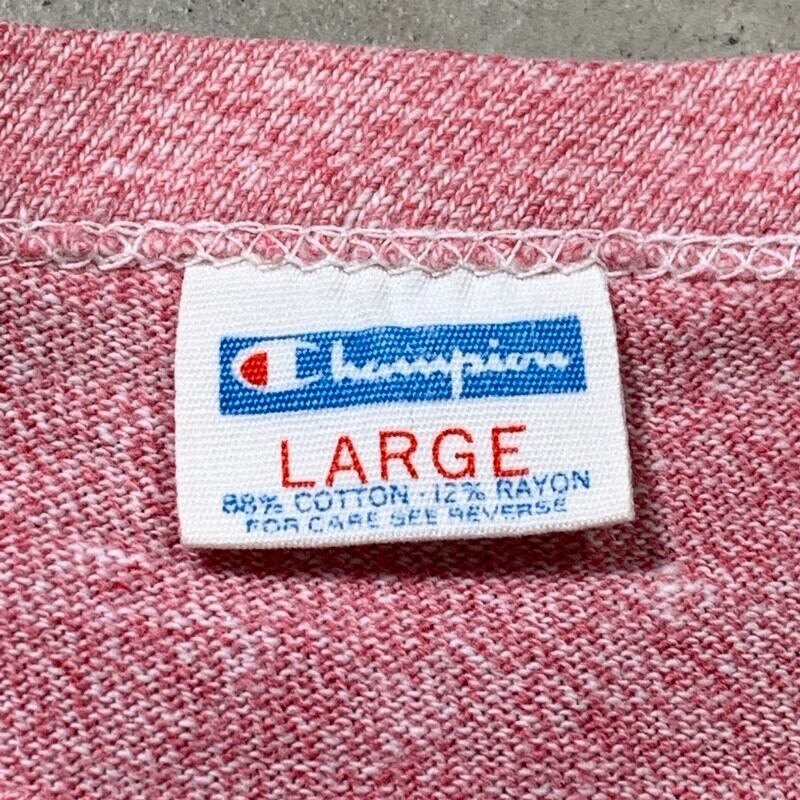 Champion
LARGE
88% COTTON · 12% RAYON
FOR CARE SEE REVERSE